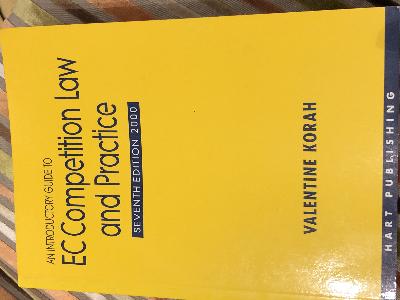 AN INTRODUCTORY GUIDE TO
EC Competition Law
and Practice
SEVENTH EDITION 2000
VALENTINE KORAH
HART PUBLISHING